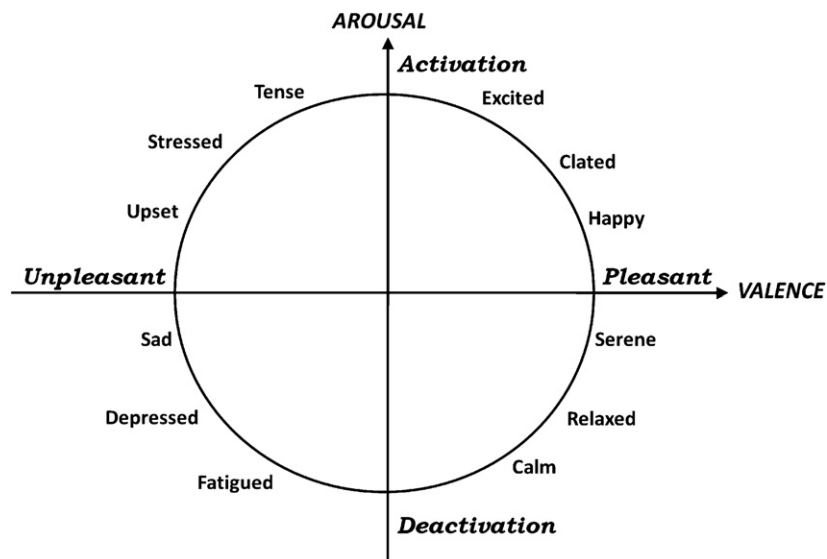 AROUSAL
Activation
Tense
Excited
Stressed
Clated
Upset
Happy
Unpleasant
Pleasant
VALENCE
Sad
Serene
Depressed
Relaxed
Fatigued
Calm
Deactivation